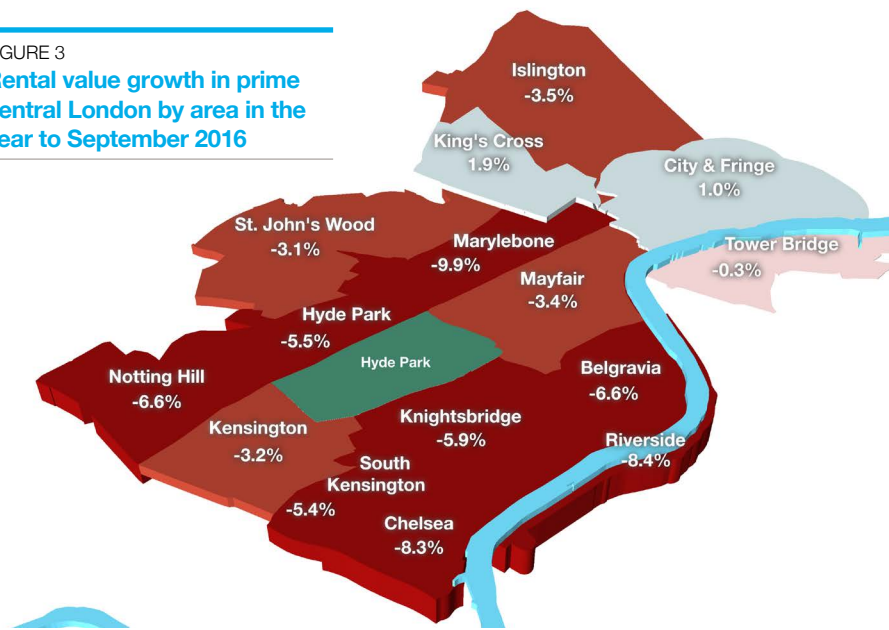 GURE 3
ental value growth in prime
entral London by area in the
ear to September 2016
Islington
-3.5%
King's Cross
1.9%
City & Fringe
1.0%
St. John's Wood
-3.1%
Marylebone
-9.9%
Tower Bridge
-0.3%
Mayfair
-3.4%
Hyde Park
-5.5%
Hyde Park
Notting Hill
-6.6%
Belgravia
-6.6%
Kensington
-3.2%
Knightsbridge
-5.9%
Riverside
-8.4%
South
Kensington
-5.4%
Chelsea
-8.3%